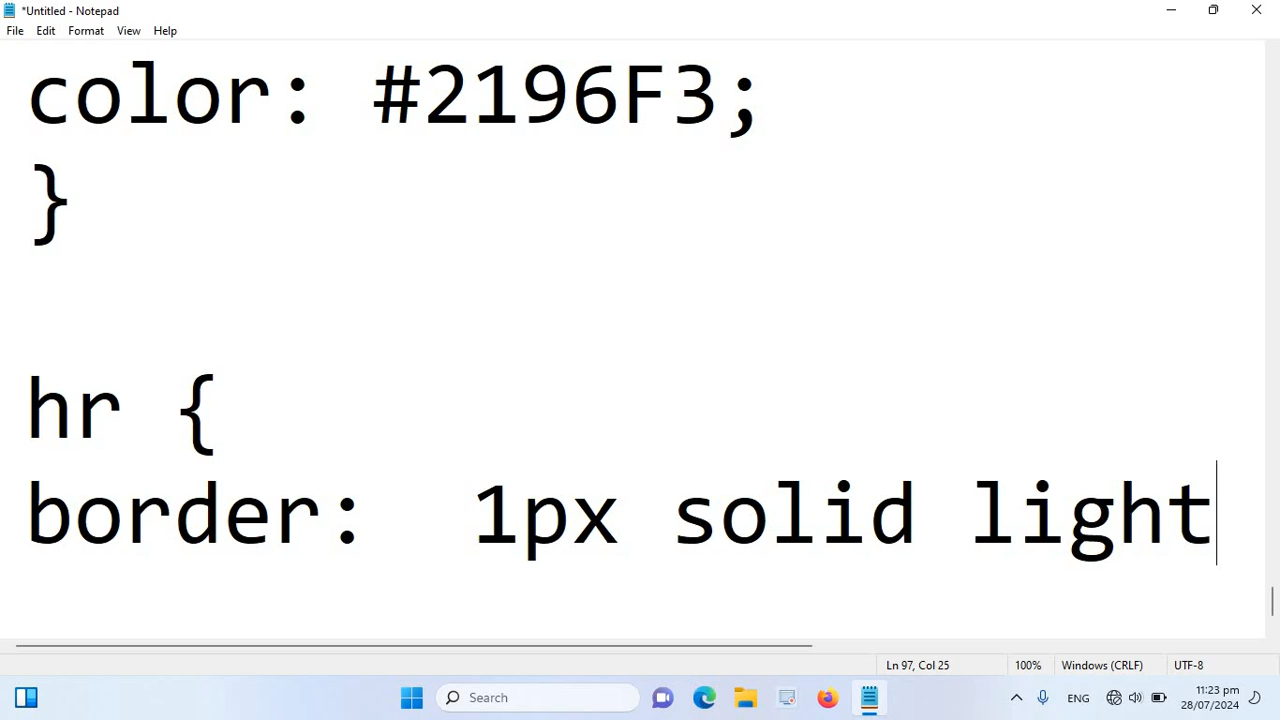 *Untitled - Notepad
File Edit Format View Help
color: #2196F3;
}
hr {
border:  1px solid light
Ln 97, Col 25 100% Windows (CRLF) UTF-8
Search ENG 11:23 pm
28/07/2024